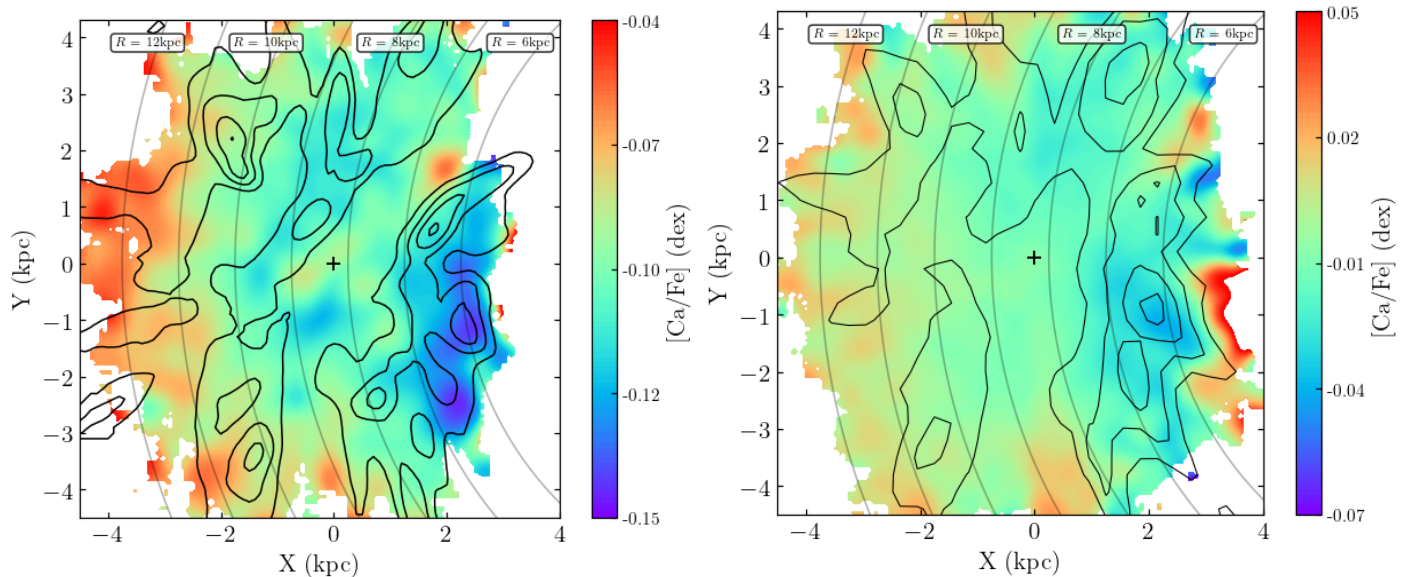 R = 12kpc
R = 10kpc
R = 8kpc
R = 6kpc
4
3
2
1
0
−1
−2
−3
−4
Y (kpc)
−4
−2
0
2
4
X (kpc)
-0.04
-0.07
-0.10
-0.12
-0.15
[Ca/Fe] (dex)
R = 12kpc
R = 10kpc
R = 8kpc
R = 6kpc
4
3
2
1
0
−1
−2
−3
−4
Y (kpc)
−4
−2
0
2
4
X (kpc)
0.05
0.02
-0.01
-0.04
-0.07
[Ca/Fe] (dex)